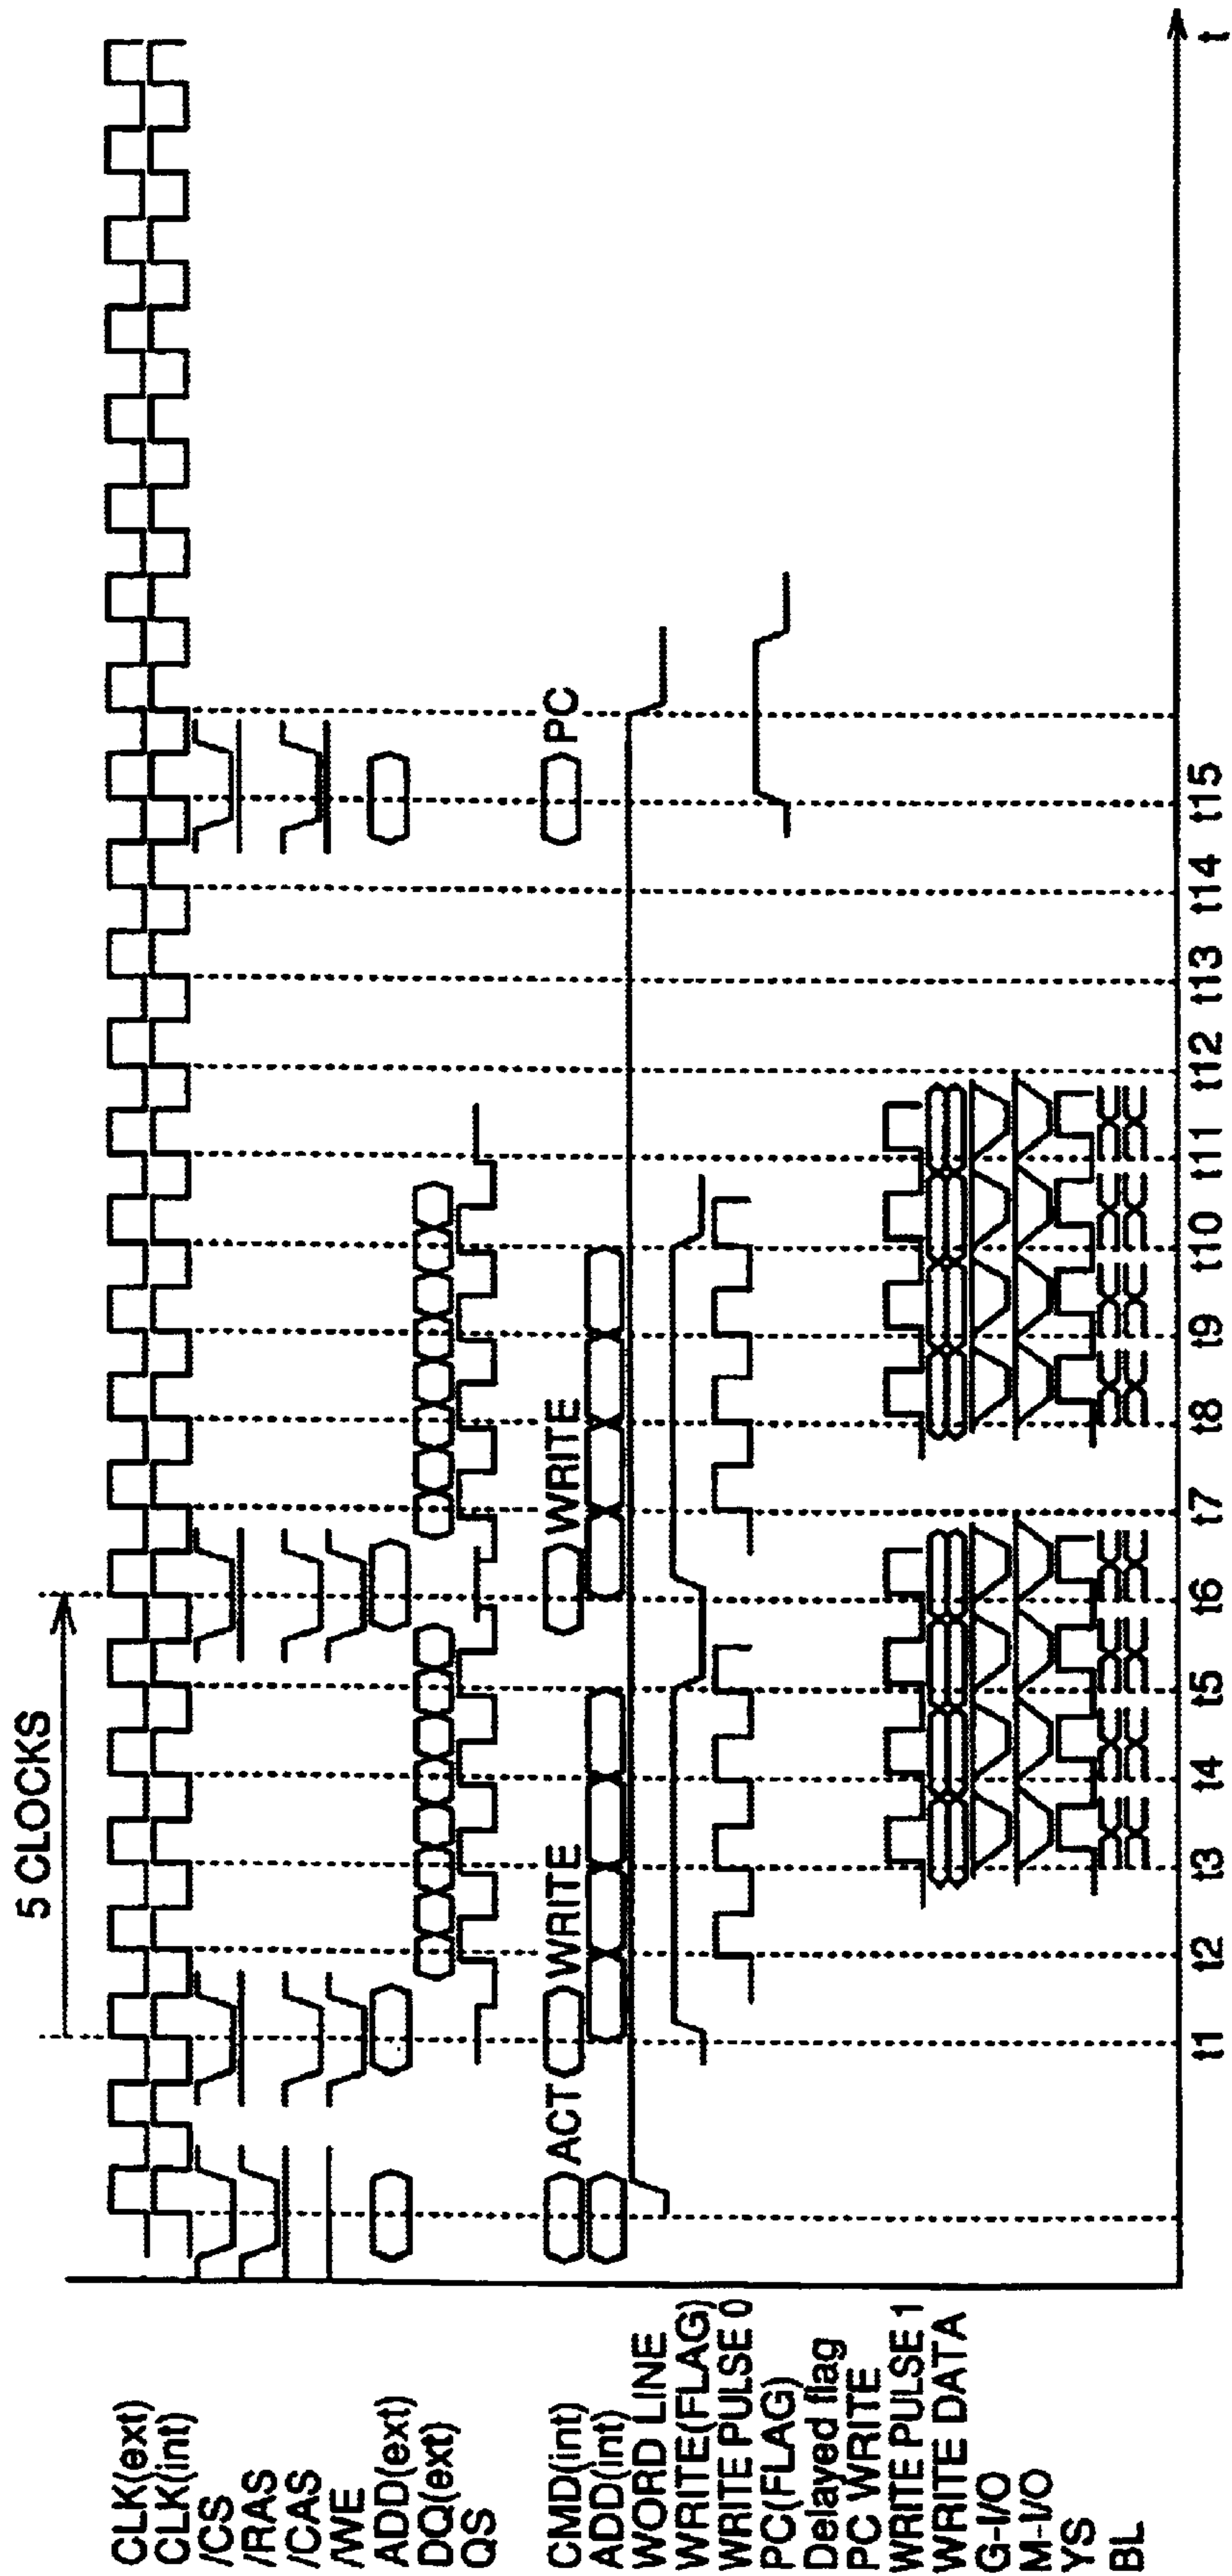 5 CLOCKS
CLK(ext)
CLK(int)
/CS
/RAS
/CAS
/WE
ADD(ext)
DQ(ext)
QS
CMD(int) ACT WRITE WRITE PC
ADD(int)
WORD LINE
WRITE(FLAG)
WRITE PULSE 0
PC(FLAG)
Delayed flag
PC WRITE
WRITE PULSE 1
WRITE DATA
G-I/O
M-I/O
YS
BL
t1 t2 t3 t4 t5 t6 t7 t8 t9 t10 t11 t12 t13 t14 t15 t